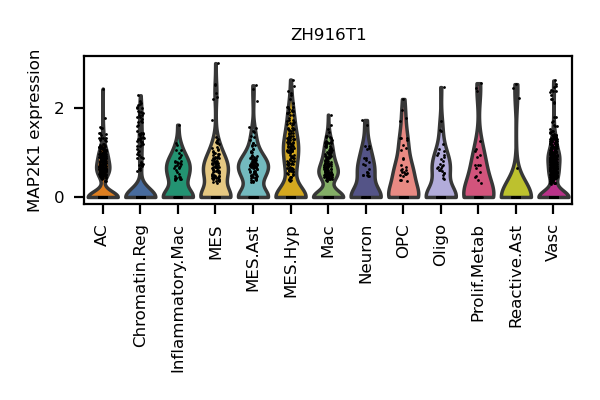 ZH916T1
MAP2K1 expression
2
0
AC
Chromatin.Reg
Inflammatory.Mac
MES
MES.Ast
MES.Hyp
Mac
Neuron
OPC
Oligo
Prolif.Metab
Reactive.Ast
Vasc